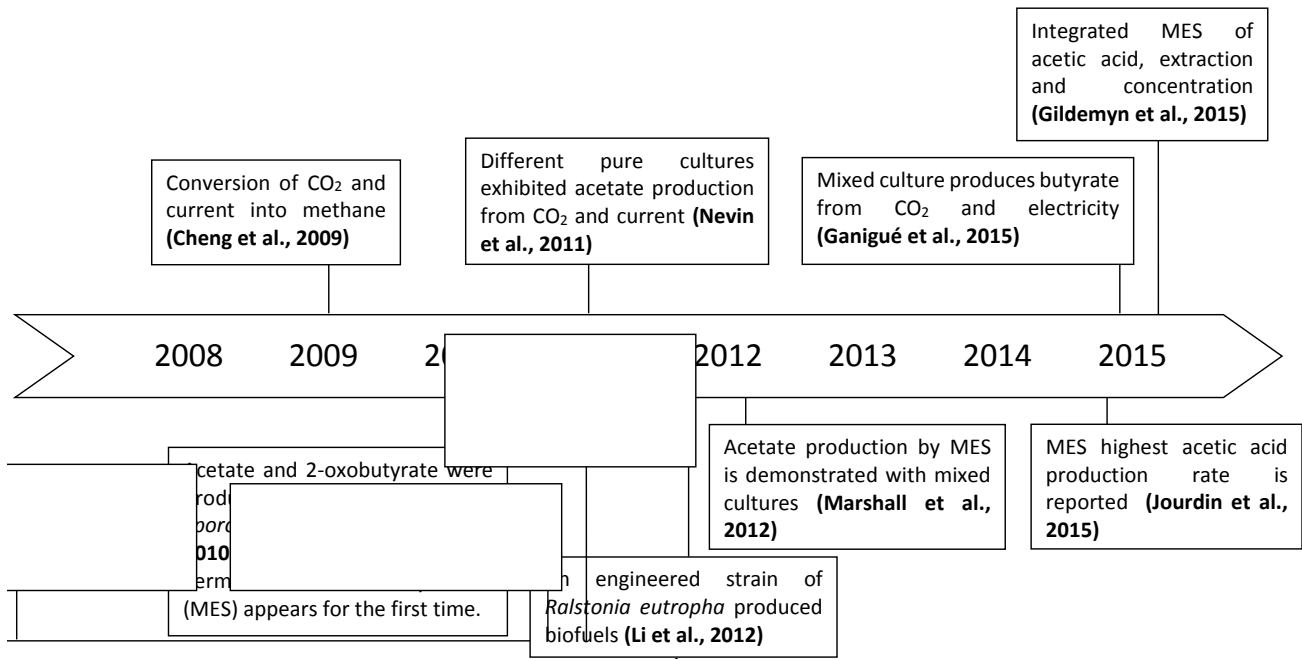 Integrated MES of
acetic acid, extraction
and concentration
(Gildemyn et al., 2015)
Conversion of CO₂ and
current into methane
(Cheng et al., 2009)
Different pure cultures
exhibited acetate production
from CO₂ and current (Nevin
et al., 2011)
Mixed culture produces butyrate
from CO₂ and electricity
(Ganigué et al., 2015)
2008 2009 2012 2013 2014 2015
and 2-oxobutyrate were
(MES) appears for the first time.
engineered strain of
Ralstonia eutropha produced
biofuels (Li et al., 2012)
Acetate production by MES
is demonstrated with mixed
cultures (Marshall et al.,
2012)
MES highest acetic acid
production rate is
reported (Jourdin et al.,
2015)